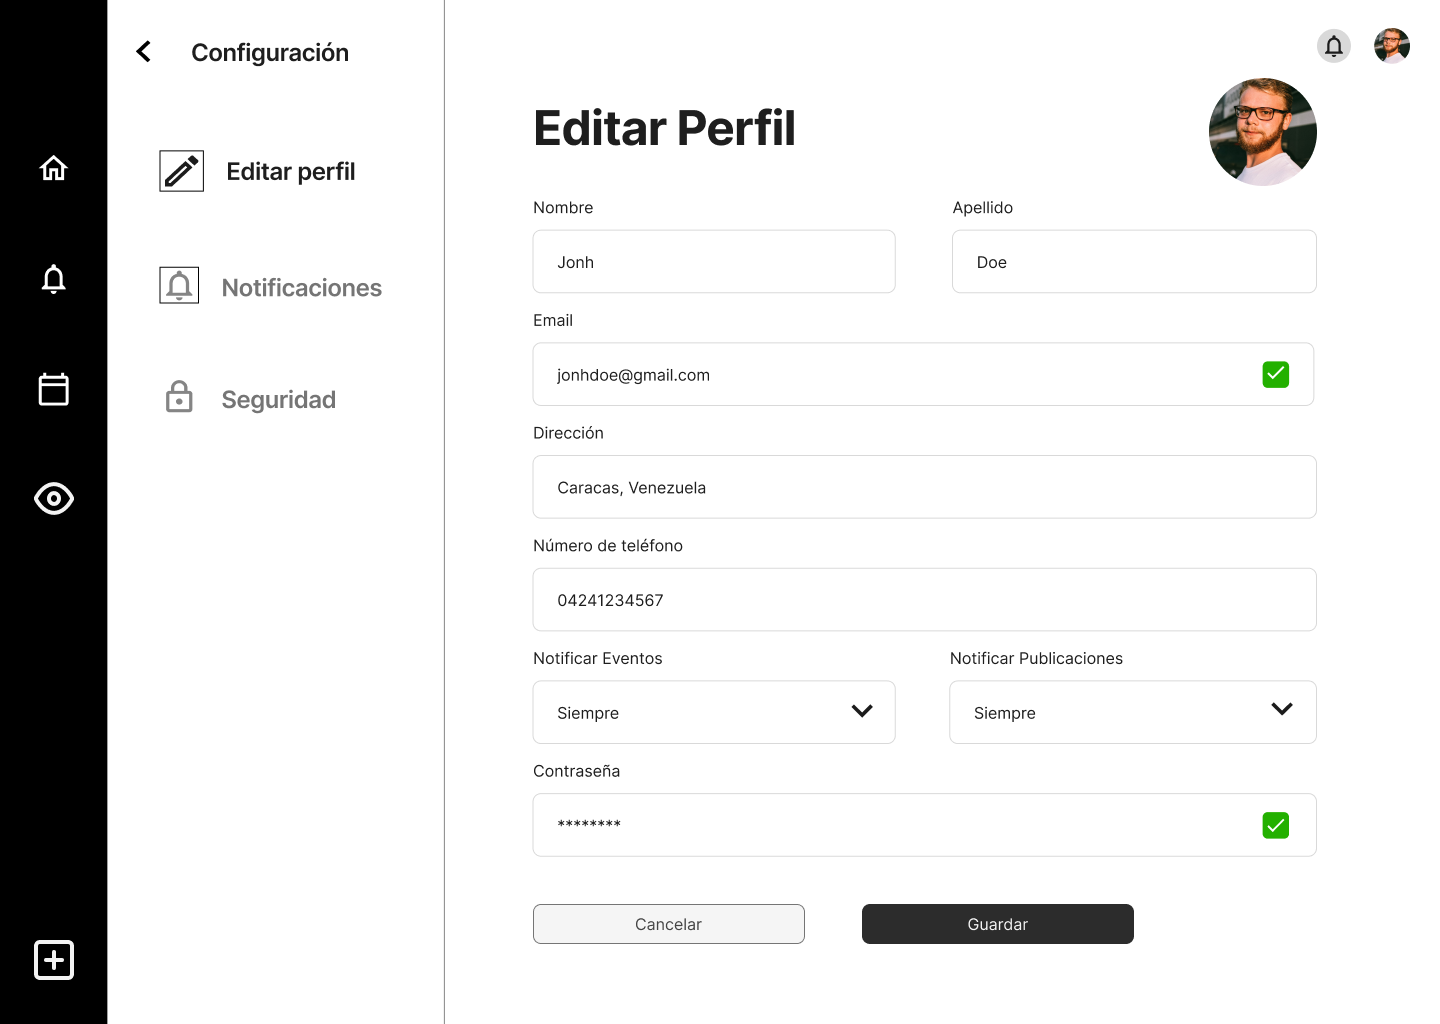 Configuración
Editar perfil
Notificaciones
Seguridad
Editar Perfil
Nombre
Apellido
Jonh
Doe
Email
jonhdoe@gmail.com
Dirección
Caracas, Venezuela
Número de teléfono
04241234567
Notificar Eventos
Notificar Publicaciones
Siempre
Siempre
Contraseña
********
Cancelar
Guardar